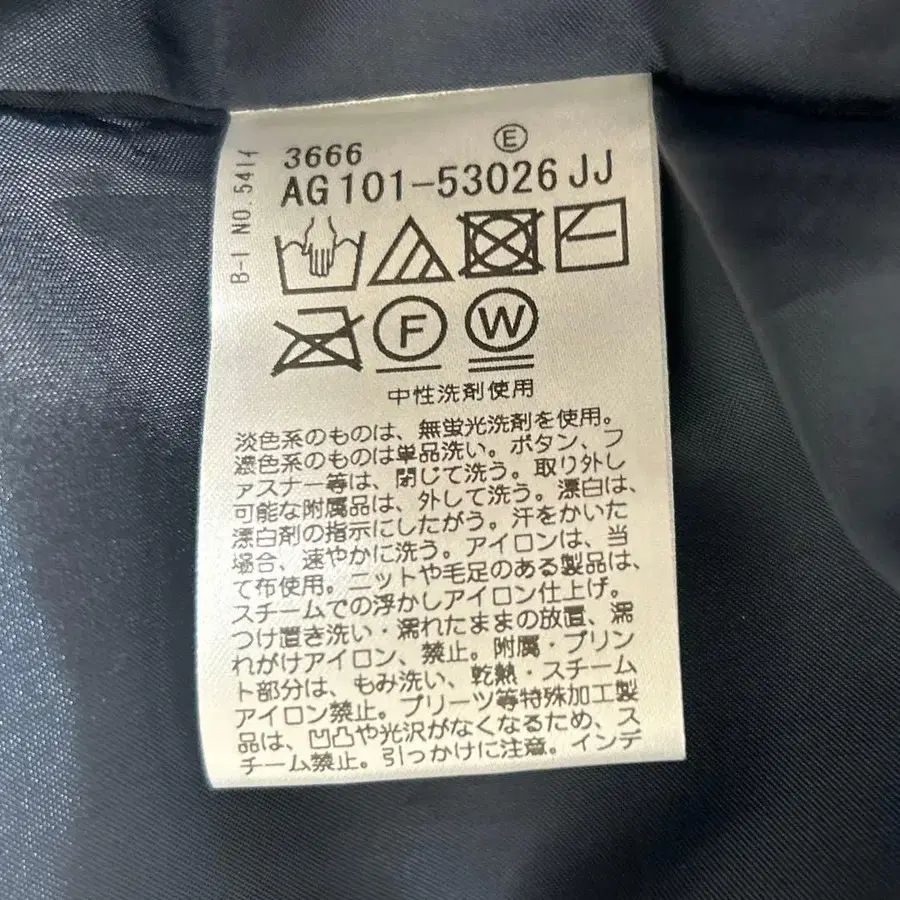 Ⓔ
3666
AG101-53026JJ
B-I NO.541イ
F W
中性洗剤使用
淡色系のものは、無蛍光洗剤を使用。
濃色系のものは単品洗い。ボタン、フ
ァスナー等は、閉じて洗う。取り外し
可能な附属品は、外して洗う。漂白は、
漂白剤の指示にしたがう。汗をかいた
場合、速やかに洗う。アイロンは、当
て布使用。ニットや毛足のある製品は、
スチームでの浮かしアイロン仕上げ。
つけ置き洗い・濡れたままの放置、濡
れがけアイロン、禁止。附属・プリン
ト部分は、もみ洗い、乾熱・スチーム
アイロン禁止。プリーツ等特殊加工製
品は、凹凸や光沢がなくなるため、ス
チーム禁止。引っかけに注意。インデ